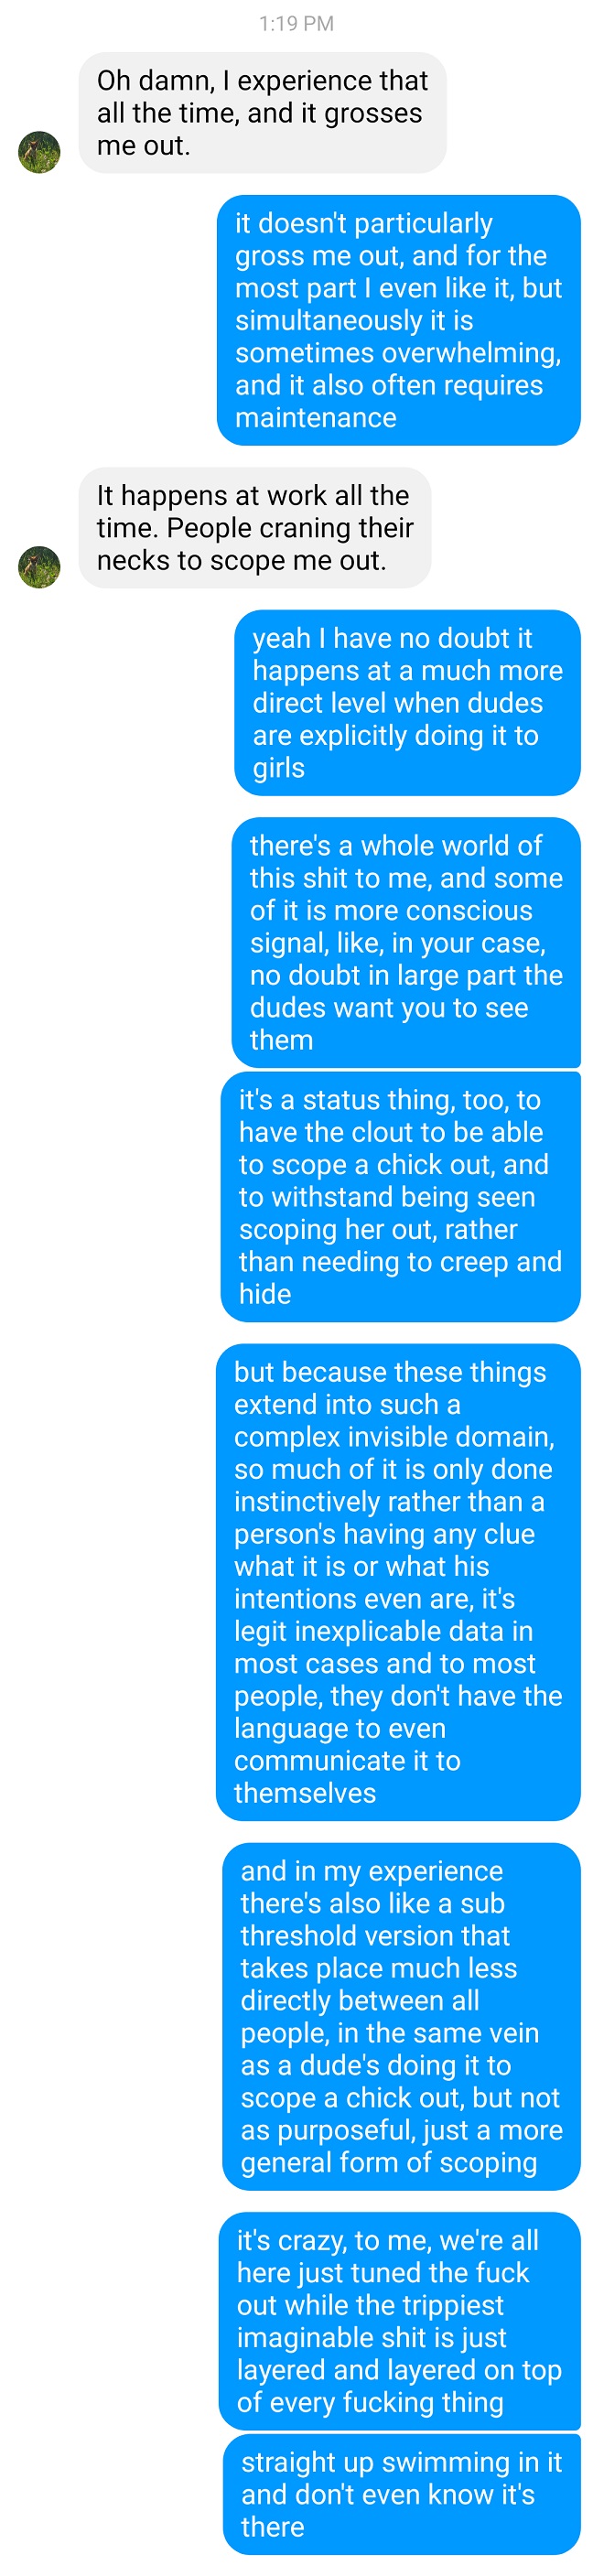 1:19 PM
Oh damn, I experience that
all the time, and it grosses
me out.
it doesn't particularly
gross me out, and for the
most part I even like it, but
simultaneously it is
sometimes overwhelming,
and it also often requires
maintenance
It happens at work all the
time. People craning their
necks to scope me out.
yeah I have no doubt it
happens at a much more
direct level when dudes
are explicitly doing it to
girls
there's a whole world of
this shit to me, and some
of it is more conscious
signal, like, in your case,
no doubt in large part the
dudes want you to see
them
it's a status thing, too, to
have the clout to be able
to scope a chick out, and
to withstand being seen
scoping her out, rather
than needing to creep and
hide
but because these things
extend into such a
complex invisible domain,
so much of it is only done
instinctively rather than a
person's having any clue
what it is or what his
intentions even are, it's
legit inexplicable data in
most cases and to most
people, they don't have the
language to even
communicate it to
themselves
and in my experience
there's also like a sub
threshold version that
takes place much less
directly between all
people, in the same vein
as a dude's doing it to
scope a chick out, but not
as purposeful, just a more
general form of scoping
it's crazy, to me, we're all
here just tuned the fuck
out while the trippiest
imaginable shit is just
layered and layered on top
of every fucking thing
straight up swimming in it
and don't even know it's
there